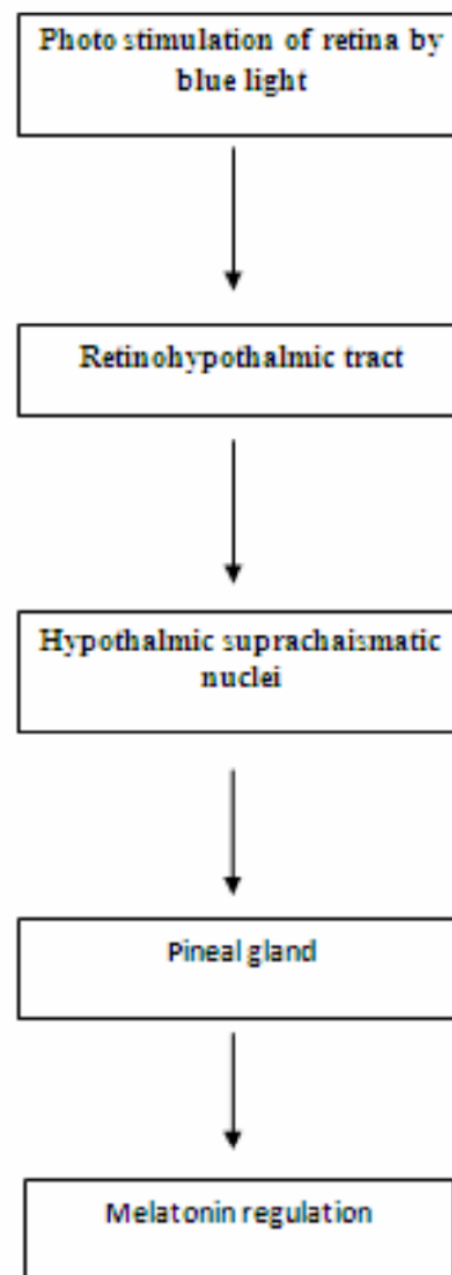 Photo stimulation of retina by
blue light
Retinohypothalmic tract
Hypothalmic suprachaismatic
nuclei
Pineal gland
Melatonin regulation